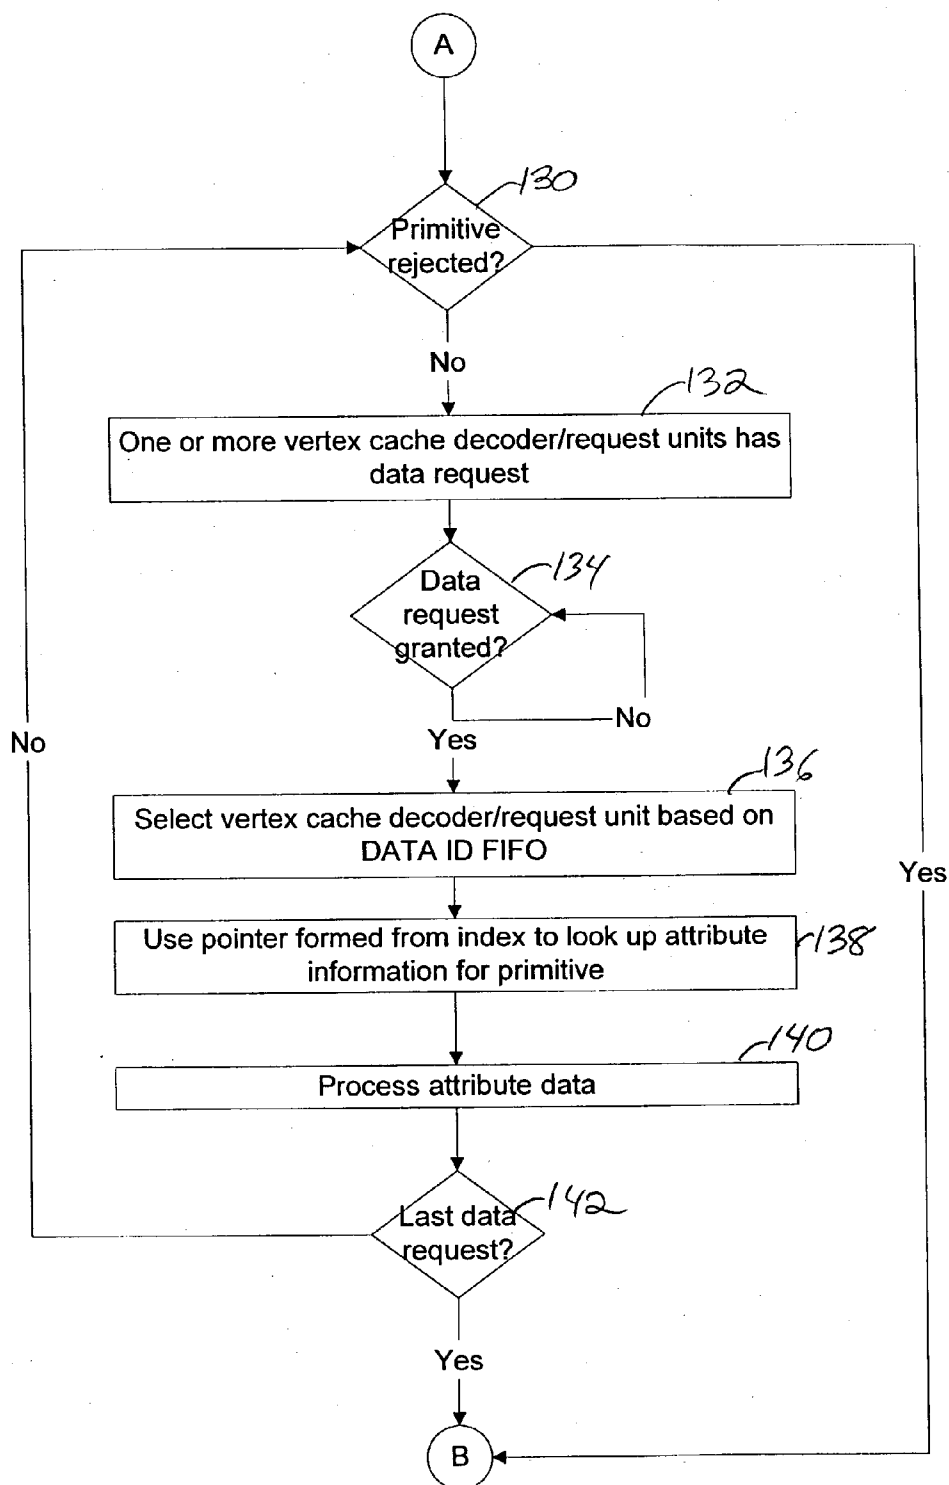 A
130
Primitive
rejected?
No
132
One or more vertex cache decoder/request units has
data request
134
Data
request
granted?
No
Yes
No
136
Select vertex cache decoder/request unit based on
DATA ID FIFO
Yes
138
Use pointer formed from index to look up attribute
information for primitive
140
Process attribute data
142
Last data
request?
Yes
B